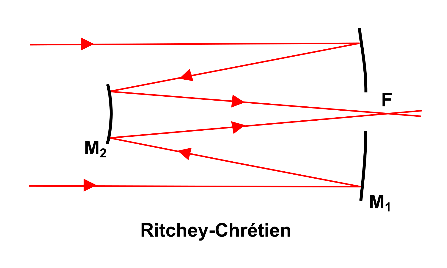 F
M₂
M₁
Ritchey-Chrétien